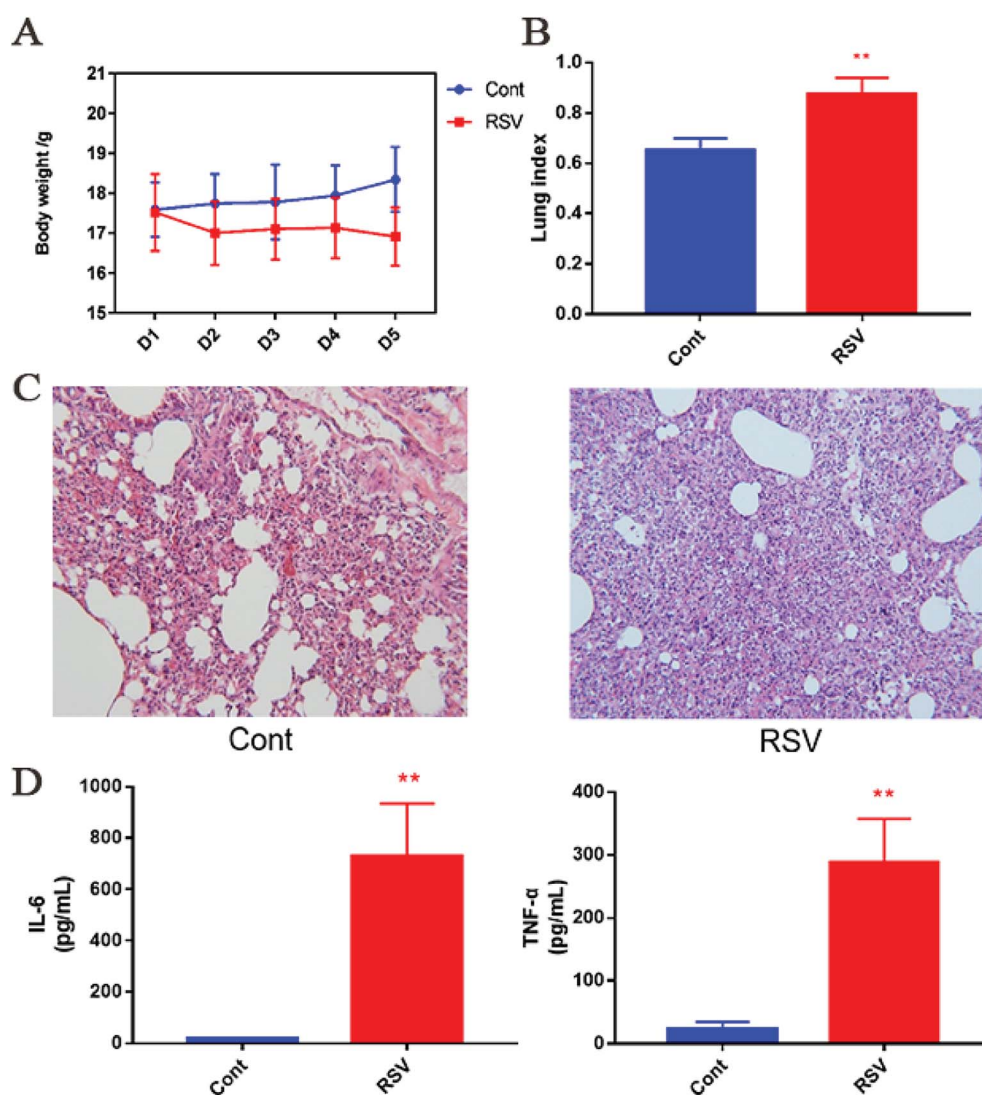 A
21
20
19
18
17
16
15
Body weight /g
D1
D2
D3
D4
D5
Cont
RSV
B
**
1.0
0.8
0.6
0.4
0.2
0.0
Lung index
Cont
RSV
C
Cont
RSV
D
**
1000
800
600
400
200
0
IL-6
(pg/mL)
Cont
RSV
**
400
300
200
100
0
TNF-α
(pg/mL)
Cont
RSV